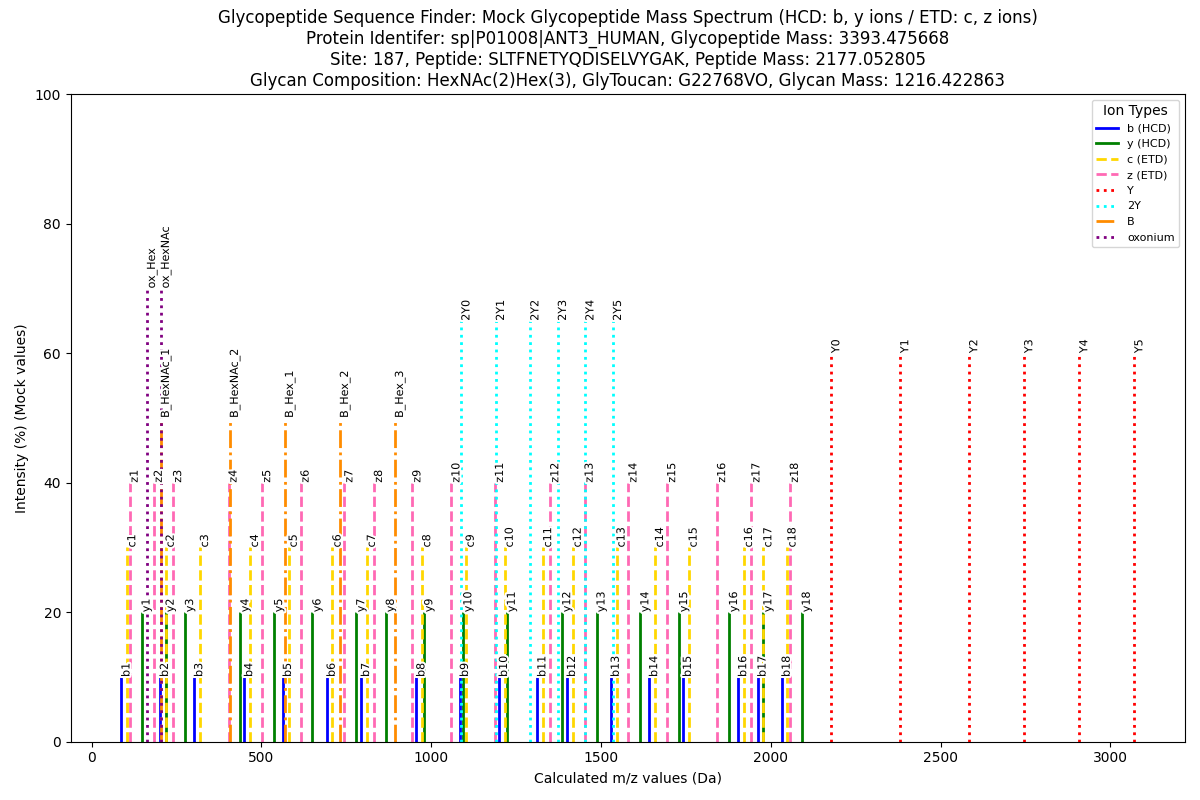 Glycopeptide Sequence Finder: Mock Glycopeptide Mass Spectrum (HCD: b, y ions / ETD: c, z ions)
Protein Identifer: sp|P01008|ANT3_HUMAN, Glycopeptide Mass: 3393.475668
Site: 187, Peptide: SLTFNETYQDISELVYGAK, Peptide Mass: 2177.052805
Glycan Composition: HexNAc(2)Hex(3), GlyToucan: G22768VO, Glycan Mass: 1216.422863
Ion Types
b (HCD)
y (HCD)
c (ETD)
z (ETD)
Y
2Y
B
oxonium
Intensity (%) (Mock values)
100
80
60
40
20
0
ox_Hex
ox_HexNAc
B_HexNAc_1
B_HexNAc_2
B_Hex_1
B_Hex_2
B_Hex_3
2Y0
2Y1
2Y2
2Y3
2Y4
2Y5
Y0
Y1
Y2
Y3
Y4
Y5
z1
z2
z3
z4
z5
z6
z7
z8
z9
z10
z11
z12
z13
z14
z15
z16
z17
z18
c1
c2
c3
c4
c5
c6
c7
c8
c9
c10
c11
c12
c13
c14
c15
c16
c17
c18
y1
y2
y3
y4
y5
y6
y7
y8
y9
y10
y11
y12
y13
y14
y15
y16
y17
y18
b1
b2
b3
b4
b5
b6
b7
b8
b9
b10
b11
b12
b13
b14
b15
b16
b17
b18
0
500
1000
1500
2000
2500
3000
Calculated m/z values (Da)